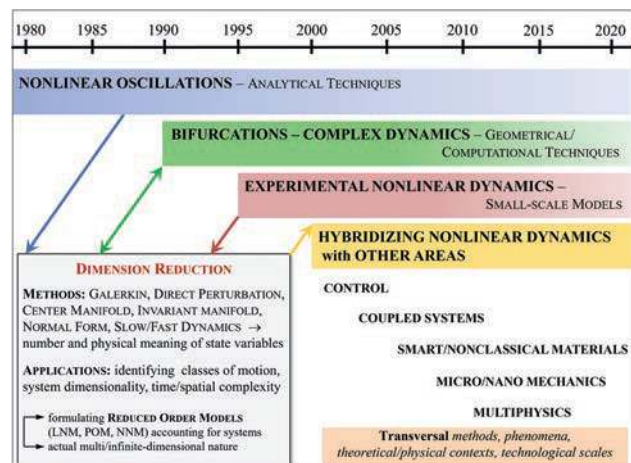 1980 1985 1990 1995 2000 2005 2010 2015 2020
NONLINEAR OSCILLATIONS – ANALYTICAL TECHNIQUES
BIFURCATIONS – COMPLEX DYNAMICS – GEOMETRICAL/
COMPUTATIONAL TECHNIQUES
EXPERIMENTAL NONLINEAR DYNAMICS –
SMALL-SCALE MODELS
HYBRIDIZING NONLINEAR DYNAMICS
with OTHER AREAS
DIMENSION REDUCTION
METHODS: GALERKIN, DIRECT PERTURBATION,
CENTER MANIFOLD, INVARIANT MANIFOLD,
NORMAL FORM, SLOW/FAST DYNAMICS →
number and physical meaning of state variables
APPLICATIONS: identifying classes of motion,
system dimensionality, time/spatial complexity
formulating REDUCED ORDER MODELS
(LNM, POM, NNM) accounting for systems
actual multi/infinite-dimensional nature
CONTROL
COUPLED SYSTEMS
SMART/NONCLASSICAL MATERIALS
MICRO/NANO MECHANICS
MULTIPHYSICS
Transversal methods, phenomena,
theoretical/physical contexts, technological scales